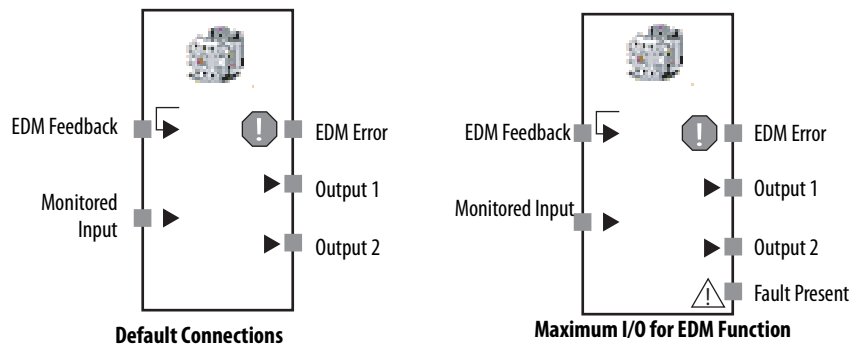 EDM Feedback
EDM Error
Output 1
Monitored
Input
Output 2
Default Connections
EDM Feedback
EDM Error
Output 1
Monitored Input
Output 2
Fault Present
Maximum I/O for EDM Function